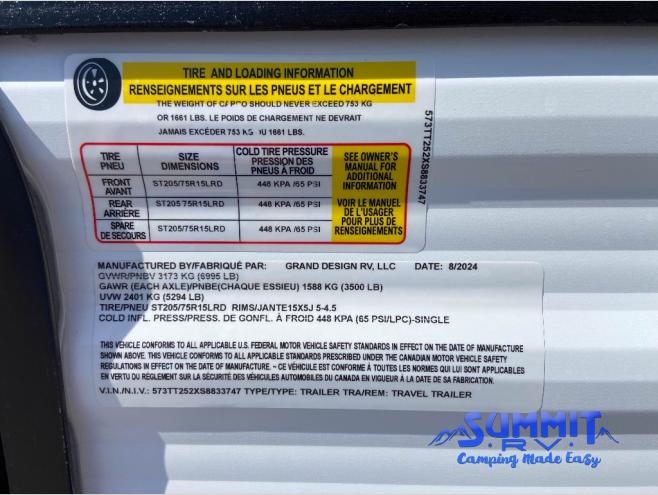 TIRE AND LOADING INFORMATION
RENSEIGNEMENTS SUR LES PNEUS ET LE CHARGEMENT
THE WEIGHT OF CARGO SHOULD NEVER EXCEED 753 KG
OR 1661 LBS. LE POIDS DE CHARGEMENT NE DEVRAIT
JAMAIS EXCÉDER 753 KG OU 1661 LBS.
TIRE
PNEU
SIZE
DIMENSIONS
COLD TIRE PRESSURE
PRESSION DES
PNEUS À FROID
FRONT
AVANT
ST205/75R15LRD
448 KPA /65 PSI
REAR
ARRIÈRE
ST205/75R15LRD
448 KPA /65 PSI
SPARE
DE SECOURS
ST205/75R15LRD
448 KPA /65 PSI
SEE OWNER'S
MANUAL FOR
ADDITIONAL
INFORMATION
VOIR LE MANUEL
DE L'USAGER
POUR PLUS DE
RENSEIGNEMENTS
573TT252XS8833747
MANUFACTURED BY/FABRIQUÉ PAR: GRAND DESIGN RV, LLC DATE: 8/2024
GVWR/PNBV 3173 KG (6995 LB)
GAWR (EACH AXLE)/PNBE(CHAQUE ESSIEU) 1588 KG (3500 LB)
UVW 2401 KG (5294 LB)
TIRE/PNEU ST205/75R15LRD RIMS/JANTE15X5J 5-4.5
COLD INFL. PRESS/PRESS. DE GONFL. À FROID 448 KPA (65 PSI/LPC)-SINGLE
THIS VEHICLE CONFORMS TO ALL APPLICABLE U.S. FEDERAL MOTOR VEHICLE SAFETY STANDARDS IN EFFECT ON THE DATE OF MANUFACTURE
SHOWN ABOVE. THIS VEHICLE CONFORMS TO ALL APPLICABLE STANDARDS PRESCRIBED UNDER THE CANADIAN MOTOR VEHICLE SAFETY
REGULATIONS IN EFFECT ON THE DATE OF MANUFACTURE. ~ CE VÉHICULE EST CONFORME À TOUTES LES NORMES QUI LUI SONT APPLICABLES
EN VERTU DU RÈGLEMENT SUR LA SÉCURITÉ DES VÉHICULES AUTOMOBILES DU CANADA EN VIGUEUR À LA DATE DE SA FABRICATION.
V.I.N./N.I.V.: 573TT252XS8833747 TYPE/TYPE: TRAILER TRA/REM: TRAVEL TRAILER
SUMMIT
R.V.
Camping Made Easy